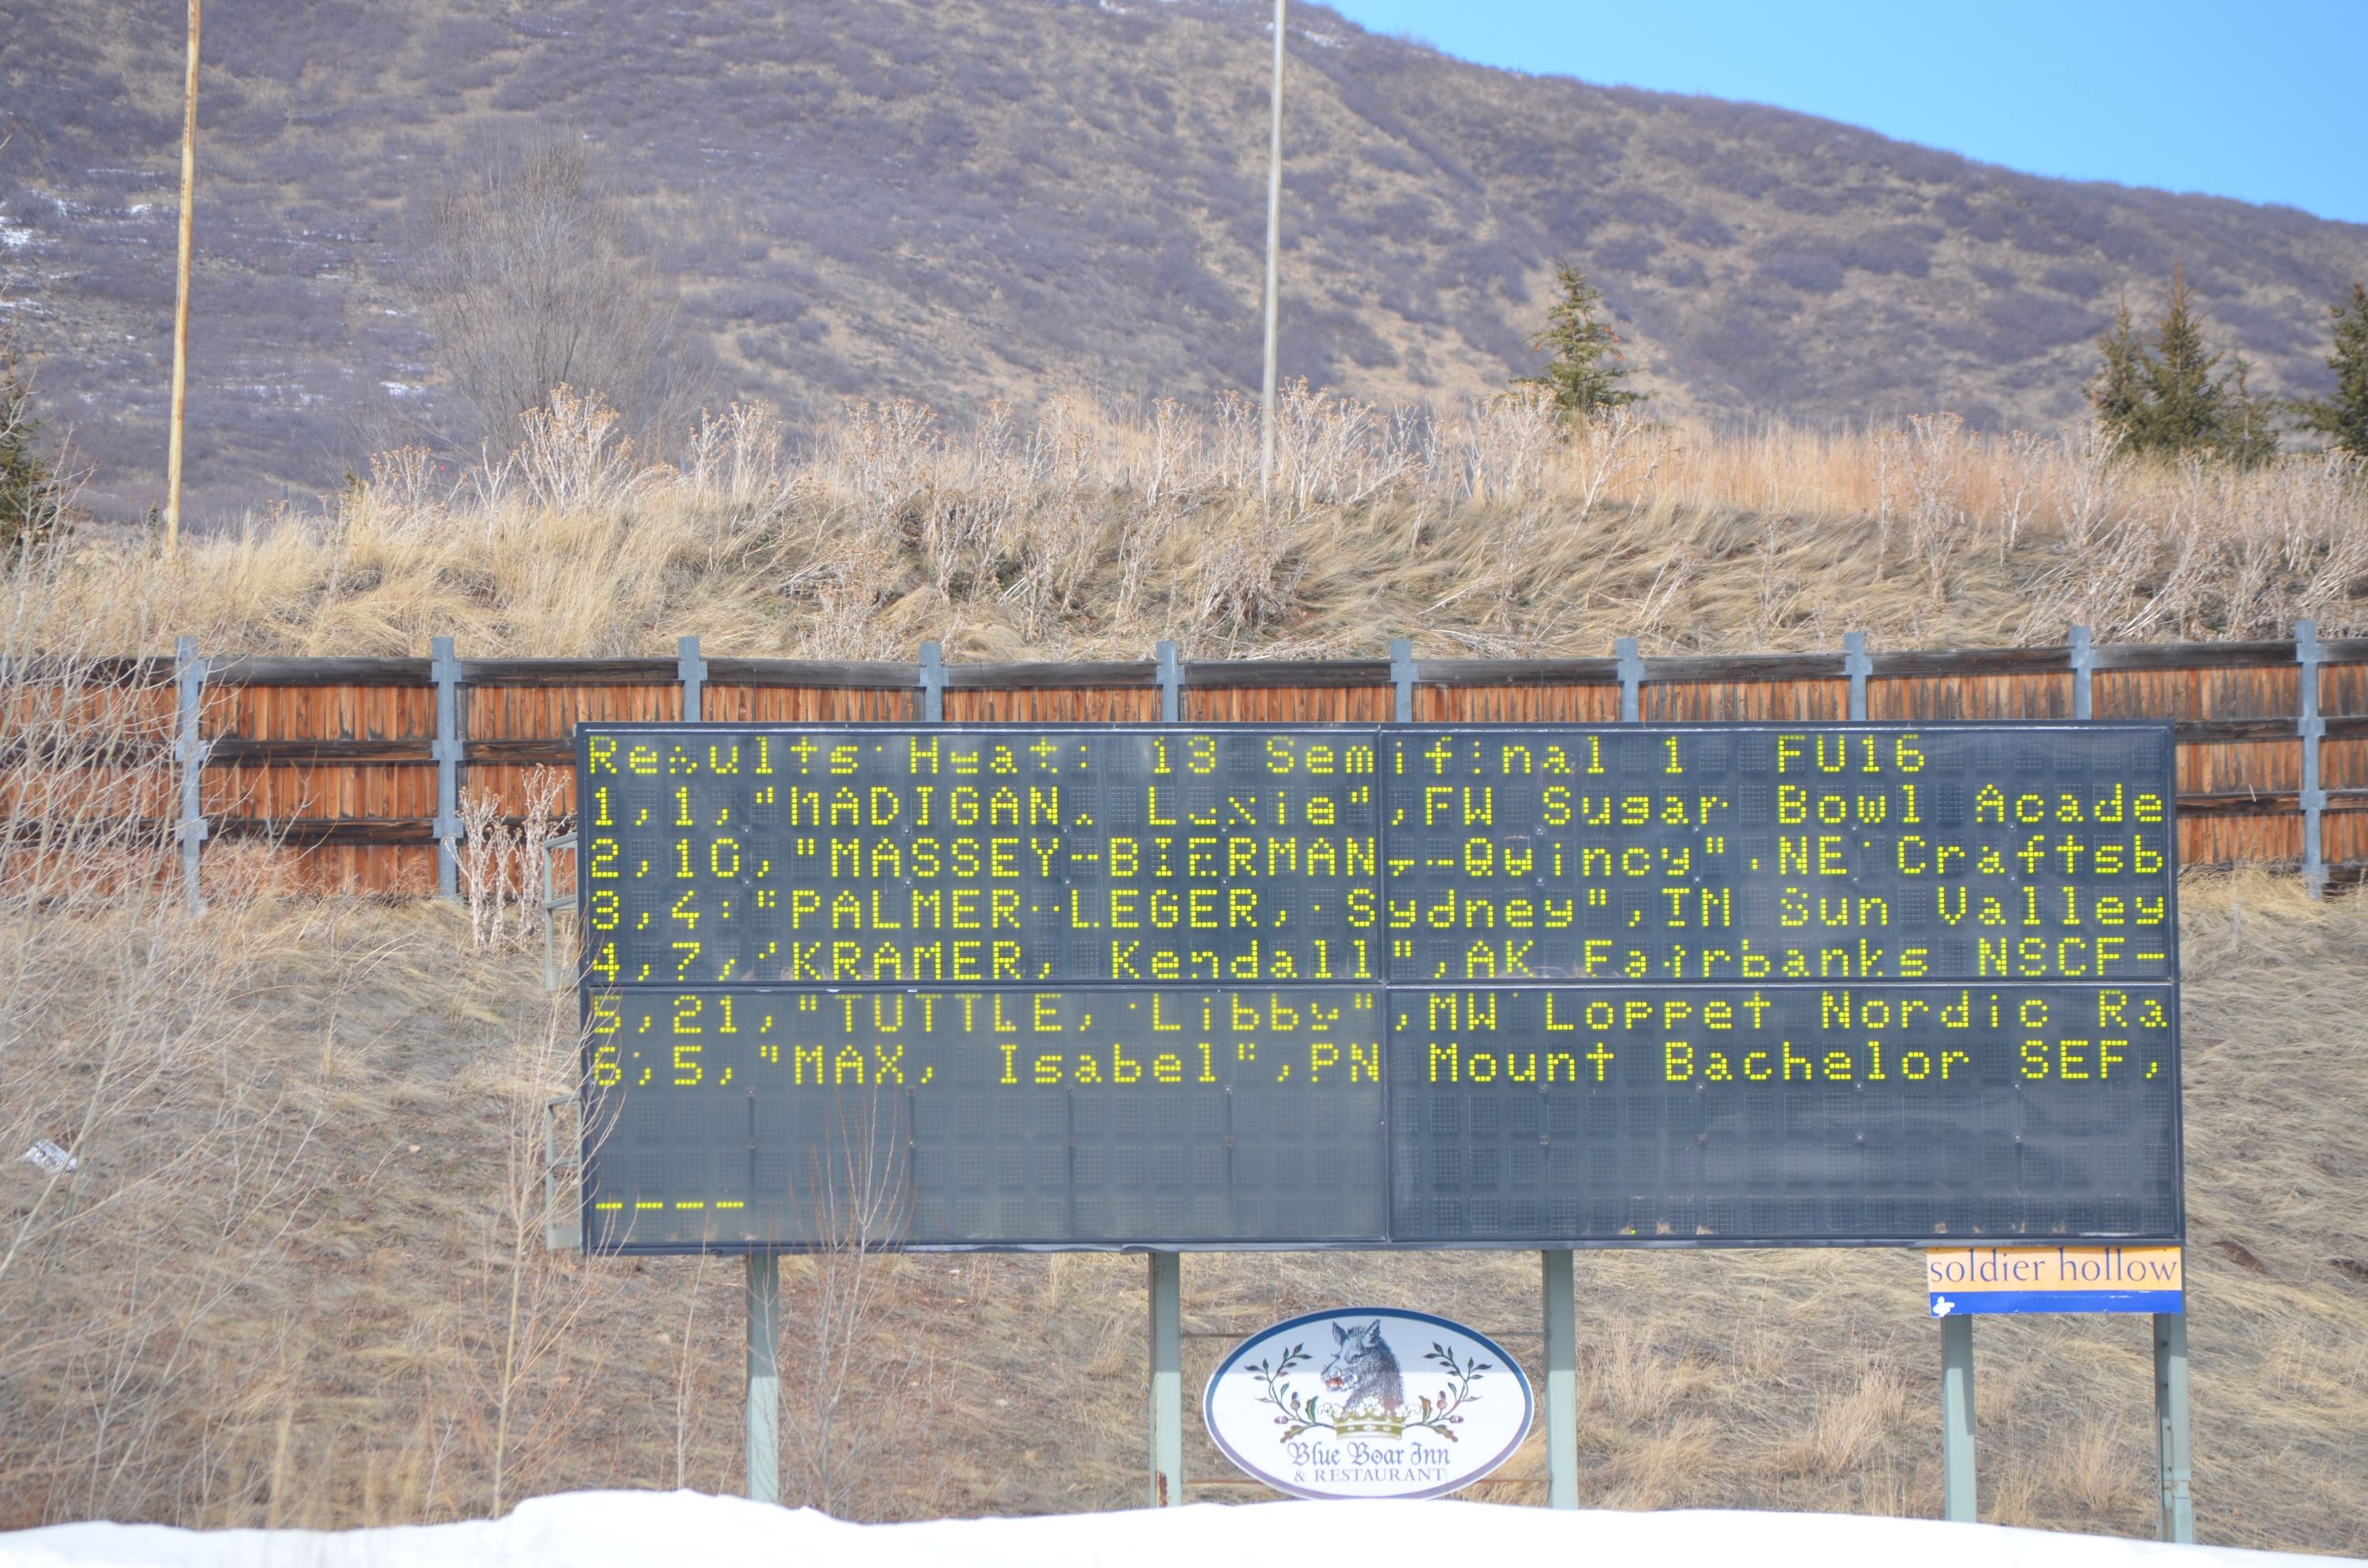 Results Heat: 13 Semifinal 1 FU16
1,1,"MADIGAN, Lexie",FW Sugar Bowl Acade
2,10,"MASSEY-BIERMAN, Quincy",NE Craftsb
3,4,"PALMER-LEGER, Sydney",IM Sun Valley
4,7,"KRAMER, Kendall",AK Fairbanks NSCF-
5,21,"TUTTLE, Libby",MW Loppet Nordic Ra
6,5,"MAX, Isabel",PN Mount Bachelor SEF,
----
soldier hollow
Blue Boar Inn
& RESTAURANT